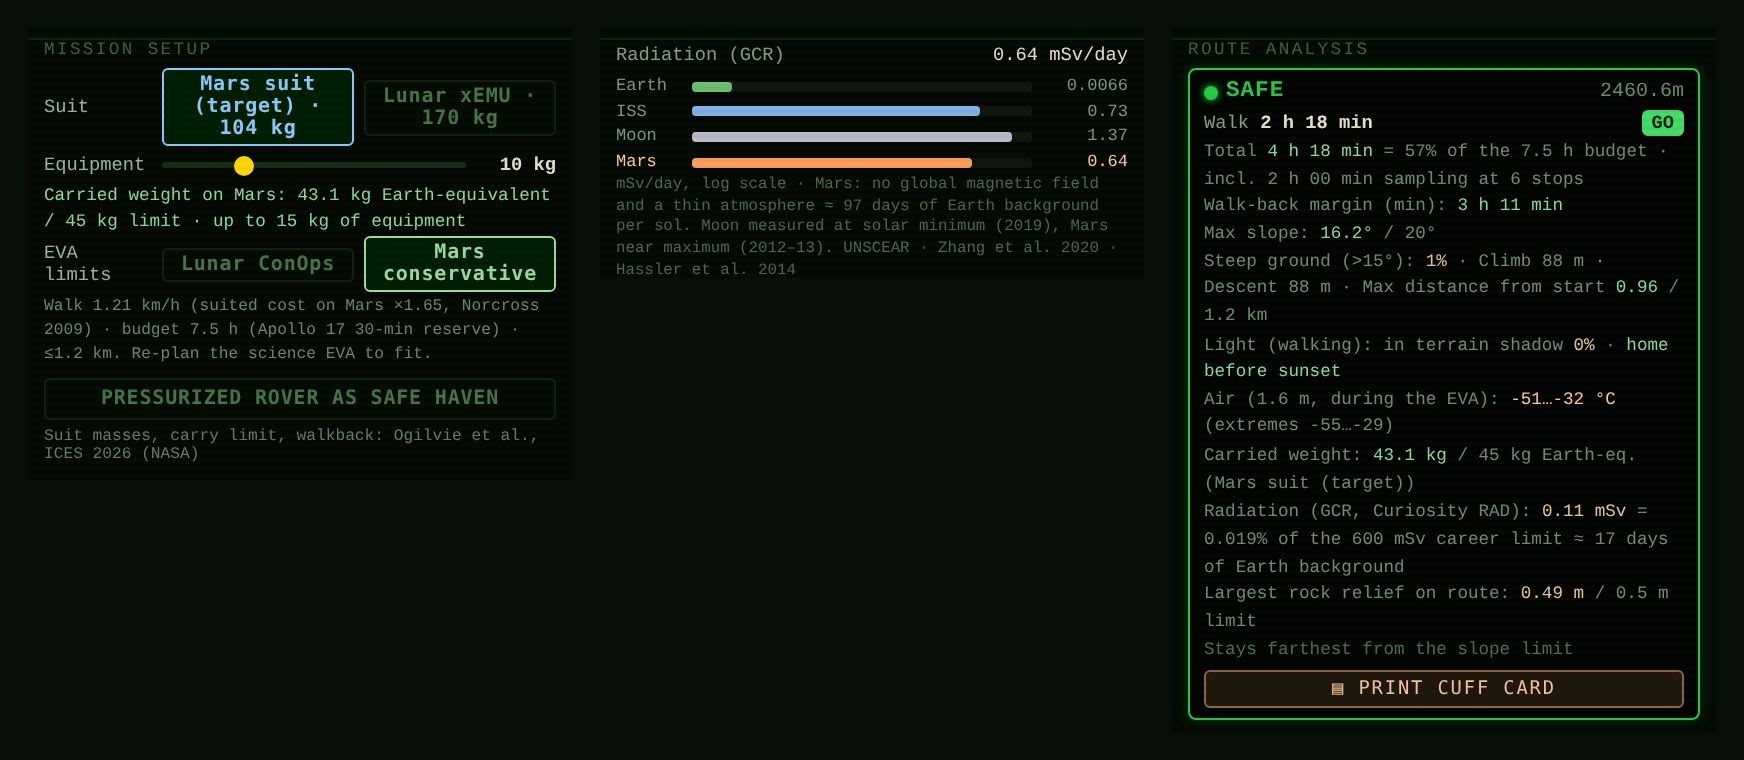 MISSION SETUP
Suit
Mars suit
(target) ·
104 kg
Lunar xEMU ·
170 kg
Equipment
10 kg
Carried weight on Mars: 43.1 kg Earth-equivalent
/ 45 kg limit · up to 15 kg of equipment
EVA
limits
Lunar ConOps
Mars
conservative
Walk 1.21 km/h (suited cost on Mars ×1.65, Norcross
2009) · budget 7.5 h (Apollo 17 30-min reserve) ·
≤1.2 km. Re-plan the science EVA to fit.
PRESSURIZED ROVER AS SAFE HAVEN
Suit masses, carry limit, walkback: Ogilvie et al.,
ICES 2026 (NASA)
Radiation (GCR) 0.64 mSv/day
Earth 0.0066
ISS 0.73
Moon 1.37
Mars 0.64
mSv/day, log scale · Mars: no global magnetic field
and a thin atmosphere ≈ 97 days of Earth background
per sol. Moon measured at solar minimum (2019), Mars
near maximum (2012–13). UNSCEAR · Zhang et al. 2020 ·
Hassler et al. 2014
ROUTE ANALYSIS
SAFE 2460.6m
Walk 2 h 18 min GO
Total 4 h 18 min = 57% of the 7.5 h budget ·
incl. 2 h 00 min sampling at 6 stops
Walk-back margin (min): 3 h 11 min
Max slope: 16.2° / 20°
Steep ground (>15°): 1% · Climb 88 m ·
Descent 88 m · Max distance from start 0.96 /
1.2 km
Light (walking): in terrain shadow 0% · home
before sunset
Air (1.6 m, during the EVA): -51…-32 °C
(extremes -55…-29)
Carried weight: 43.1 kg / 45 kg Earth-eq.
(Mars suit (target))
Radiation (GCR, Curiosity RAD): 0.11 mSv =
0.019% of the 600 mSv career limit ≈ 17 days
of Earth background
Largest rock relief on route: 0.49 m / 0.5 m
limit
Stays farthest from the slope limit
▤ PRINT CUFF CARD